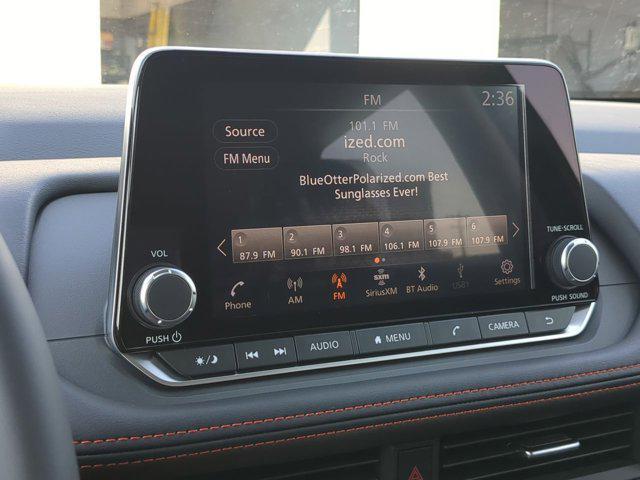 FM
2:36
Source
101.1 FM
ized.com
FM Menu
Rock
BlueOtterPolarized.com Best
Sunglasses Ever!
1 2 3 4 5 6
87.9 FM 90.1 FM 98.1 FM 106.1 FM 107.9 FM 107.9 FM
VOL
TUNE·SCROLL
sxm
Phone AM FM SiriusXM BT Audio USB1 Settings
PUSH
PUSH SOUND
AUDIO MENU CAMERA